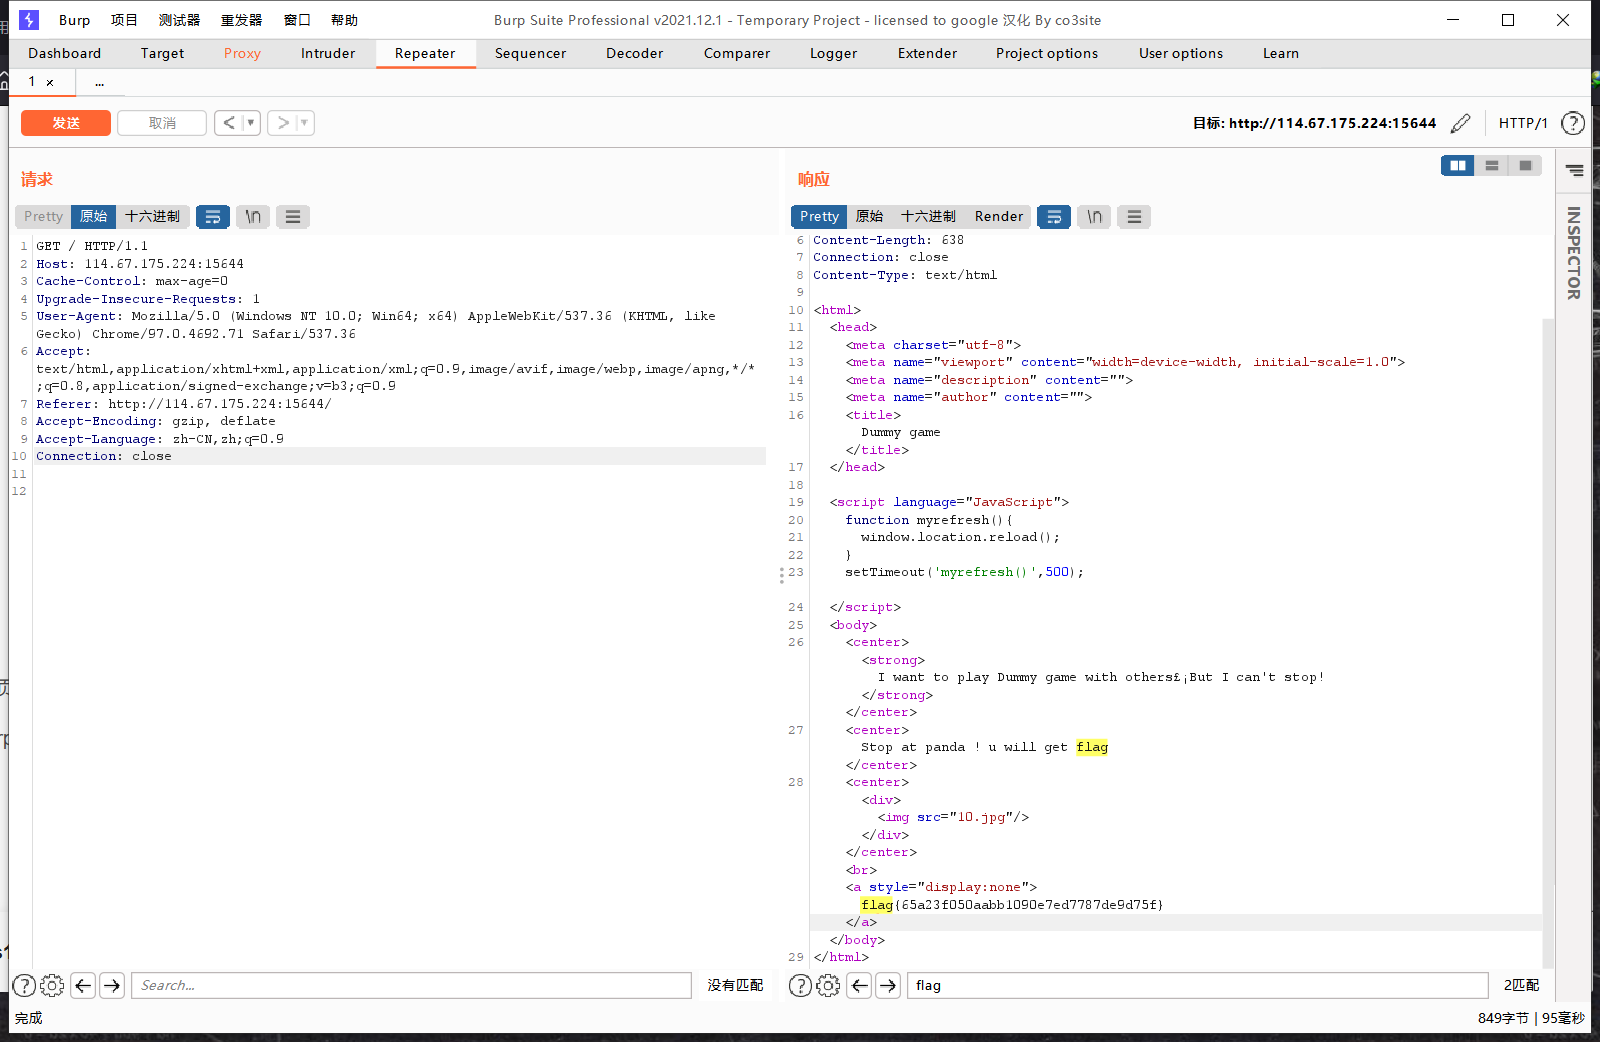 Burp 项目 测试器 重发器 窗口 帮助 Burp Suite Professional v2021.12.1 - Temporary Project - licensed to google 汉化 By co3site
Dashboard Target Proxy Intruder Repeater Sequencer Decoder Comparer Logger Extender Project options User options Learn
1 × ...
发送 取消 < > 目标: http://114.67.175.224:15644 HTTP/1 ?
请求
Pretty 原始 十六进制 \n
1 GET / HTTP/1.1
2 Host: 114.67.175.224:15644
3 Cache-Control: max-age=0
4 Upgrade-Insecure-Requests: 1
5 User-Agent: Mozilla/5.0 (Windows NT 10.0; Win64; x64) AppleWebKit/537.36 (KHTML, like
Gecko) Chrome/97.0.4692.71 Safari/537.36
6 Accept:
text/html,application/xhtml+xml,application/xml;q=0.9,image/avif,image/webp,image/apng,*/*
;q=0.8,application/signed-exchange;v=b3;q=0.9
7 Referer: http://114.67.175.224:15644/
8 Accept-Encoding: gzip, deflate
9 Accept-Language: zh-CN,zh;q=0.9
10 Connection: close
11
12
? Search... 没有匹配
响应
Pretty 原始 十六进制 Render \n
INSPECTOR
6 Content-Length: 638
7 Connection: close
8 Content-Type: text/html
9
10 <html>
11 <head>
12 <meta charset="utf-8">
13 <meta name="viewport" content="width=device-width, initial-scale=1.0">
14 <meta name="description" content="">
15 <meta name="author" content="">
16 <title>
Dummy game
</title>
17 </head>
18
19 <script language="JavaScript">
20 function myrefresh(){
21 window.location.reload();
22 }
23 setTimeout('myrefresh()',500);
24 </script>
25 <body>
26 <center>
<strong>
I want to play Dummy game with others£¡But I can't stop!
</strong>
</center>
27 <center>
Stop at panda ! u will get flag
</center>
28 <center>
<div>
<img src="10.jpg"/>
</div>
</center>
<br>
<a style="display:none">
flag{65a23f050aabb1090e7ed7787de9d75f}
</a>
</body>
29 </html>
? flag 2匹配
完成 849字节 | 95毫秒